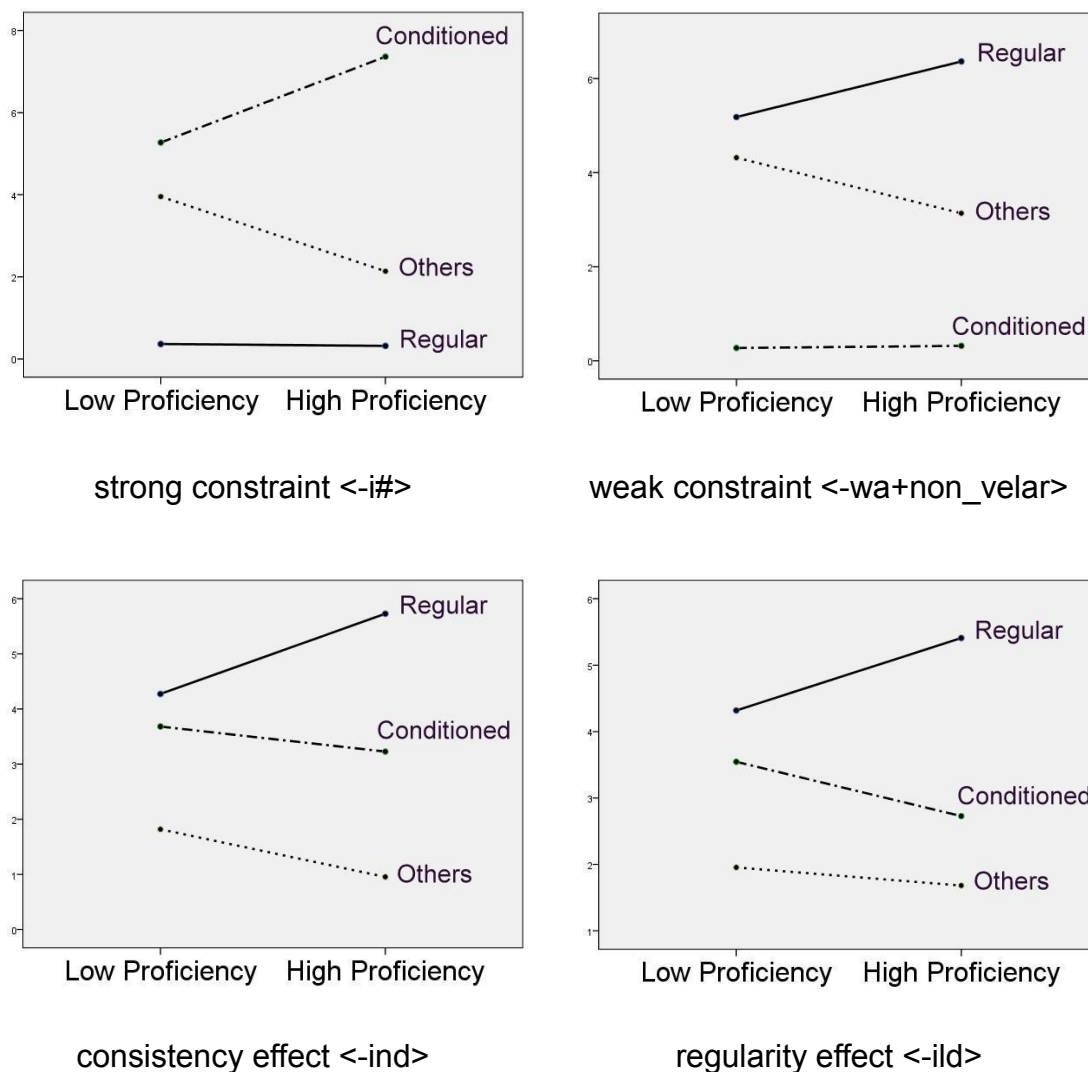 8
6
4
2
0
Conditioned
Others
Regular
Low Proficiency High Proficiency
strong constraint <-i#>
6
4
2
0
Regular
Others
Conditioned
Low Proficiency High Proficiency
weak constraint <-wa+non_velar>
6
5
4
3
2
1
0
Regular
Conditioned
Others
Low Proficiency High Proficiency
consistency effect <-ind>
6
5
4
3
2
1
Regular
Conditioned
Others
Low Proficiency High Proficiency
regularity effect <-ild>